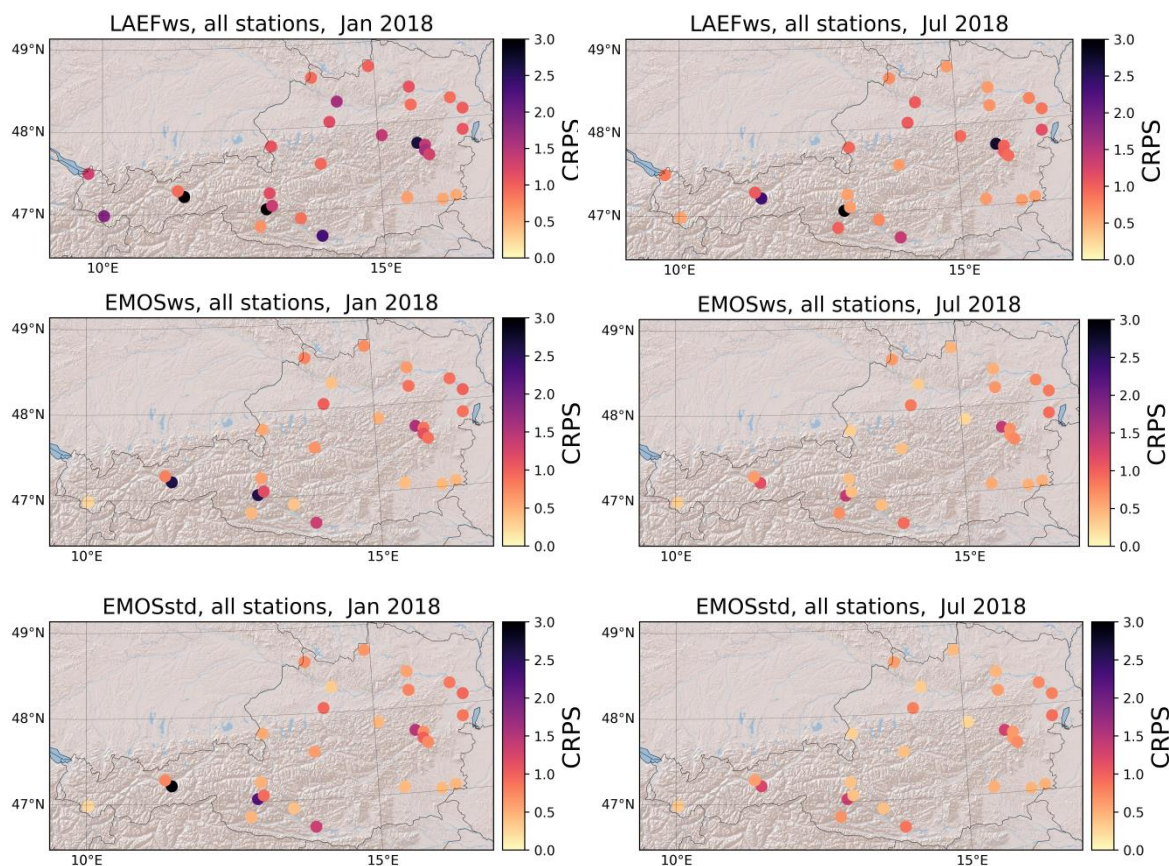 LAEFws, all stations, Jan 2018
49°N
48°N
47°N
10°E
15°E
3.0
2.5
2.0
1.5
1.0
0.5
0.0
CRPS
LAEFws, all stations, Jul 2018
49°N
48°N
47°N
10°E
15°E
3.0
2.5
2.0
1.5
1.0
0.5
0.0
CRPS
EMOSws, all stations, Jan 2018
49°N
48°N
47°N
10°E
15°E
3.0
2.5
2.0
1.5
1.0
0.5
0.0
CRPS
EMOSws, all stations, Jul 2018
49°N
48°N
47°N
10°E
15°E
3.0
2.5
2.0
1.5
1.0
0.5
0.0
CRPS
EMOSstd, all stations, Jan 2018
49°N
48°N
47°N
10°E
15°E
3.0
2.5
2.0
1.5
1.0
0.5
0.0
CRPS
EMOSstd, all stations, Jul 2018
49°N
48°N
47°N
10°E
15°E
3.0
2.5
2.0
1.5
1.0
0.5
0.0
CRPS